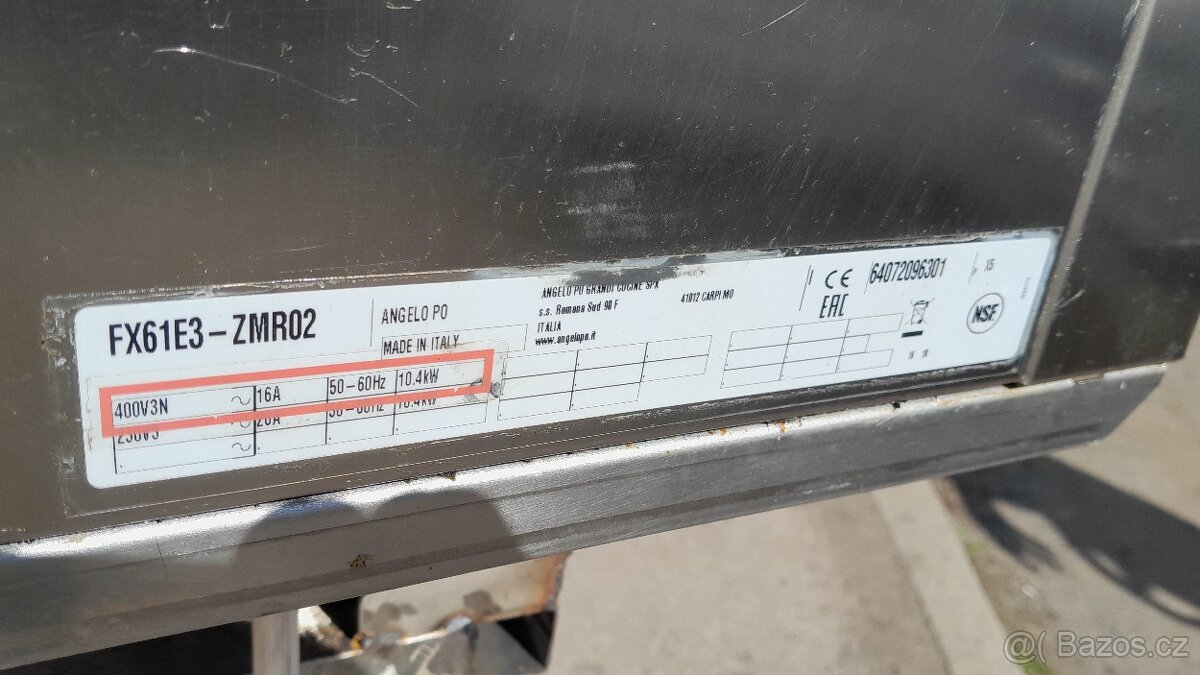 FX61E3-ZMR02
ANGELO PO
MADE IN ITALY
ANGELO PO GRANDI CUCINE SPA
s.s. Romana Sud 90 F
41012 CARPI MO
ITALIA
www.angelopo.it
CE
EAC
64072096301
X5
NSF
400V3N ~ 16A 50-60Hz 10.4kW
230V3 ~ 26A 50-60Hz 10.4kW
@( Bazos.cz